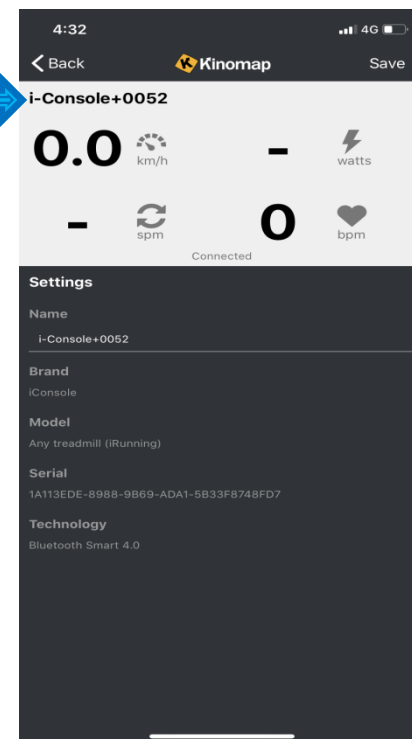 4:32
4G
Back
Kinomap
Save
i-Console+0052
0.0 km/h
- watts
- spm
0 bpm
Connected
Settings
Name
i-Console+0052
Brand
iConsole
Model
Any treadmill (iRunning)
Serial
1A113EDE-8988-9B69-ADA1-5B33F8748FD7
Technology
Bluetooth Smart 4.0